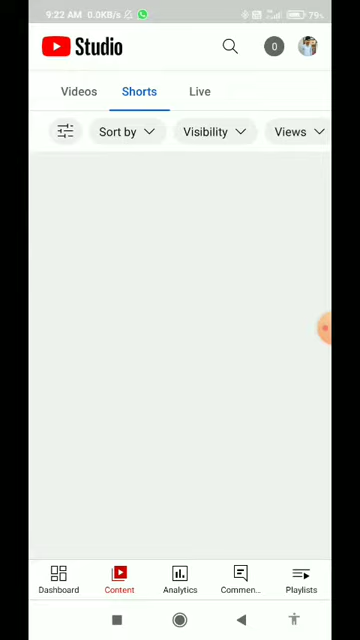 9:22 AM 0.0KB/s 79%
Studio 0
Videos Shorts Live
Sort by Visibility Views
Dashboard Content Analytics Commen... Playlists